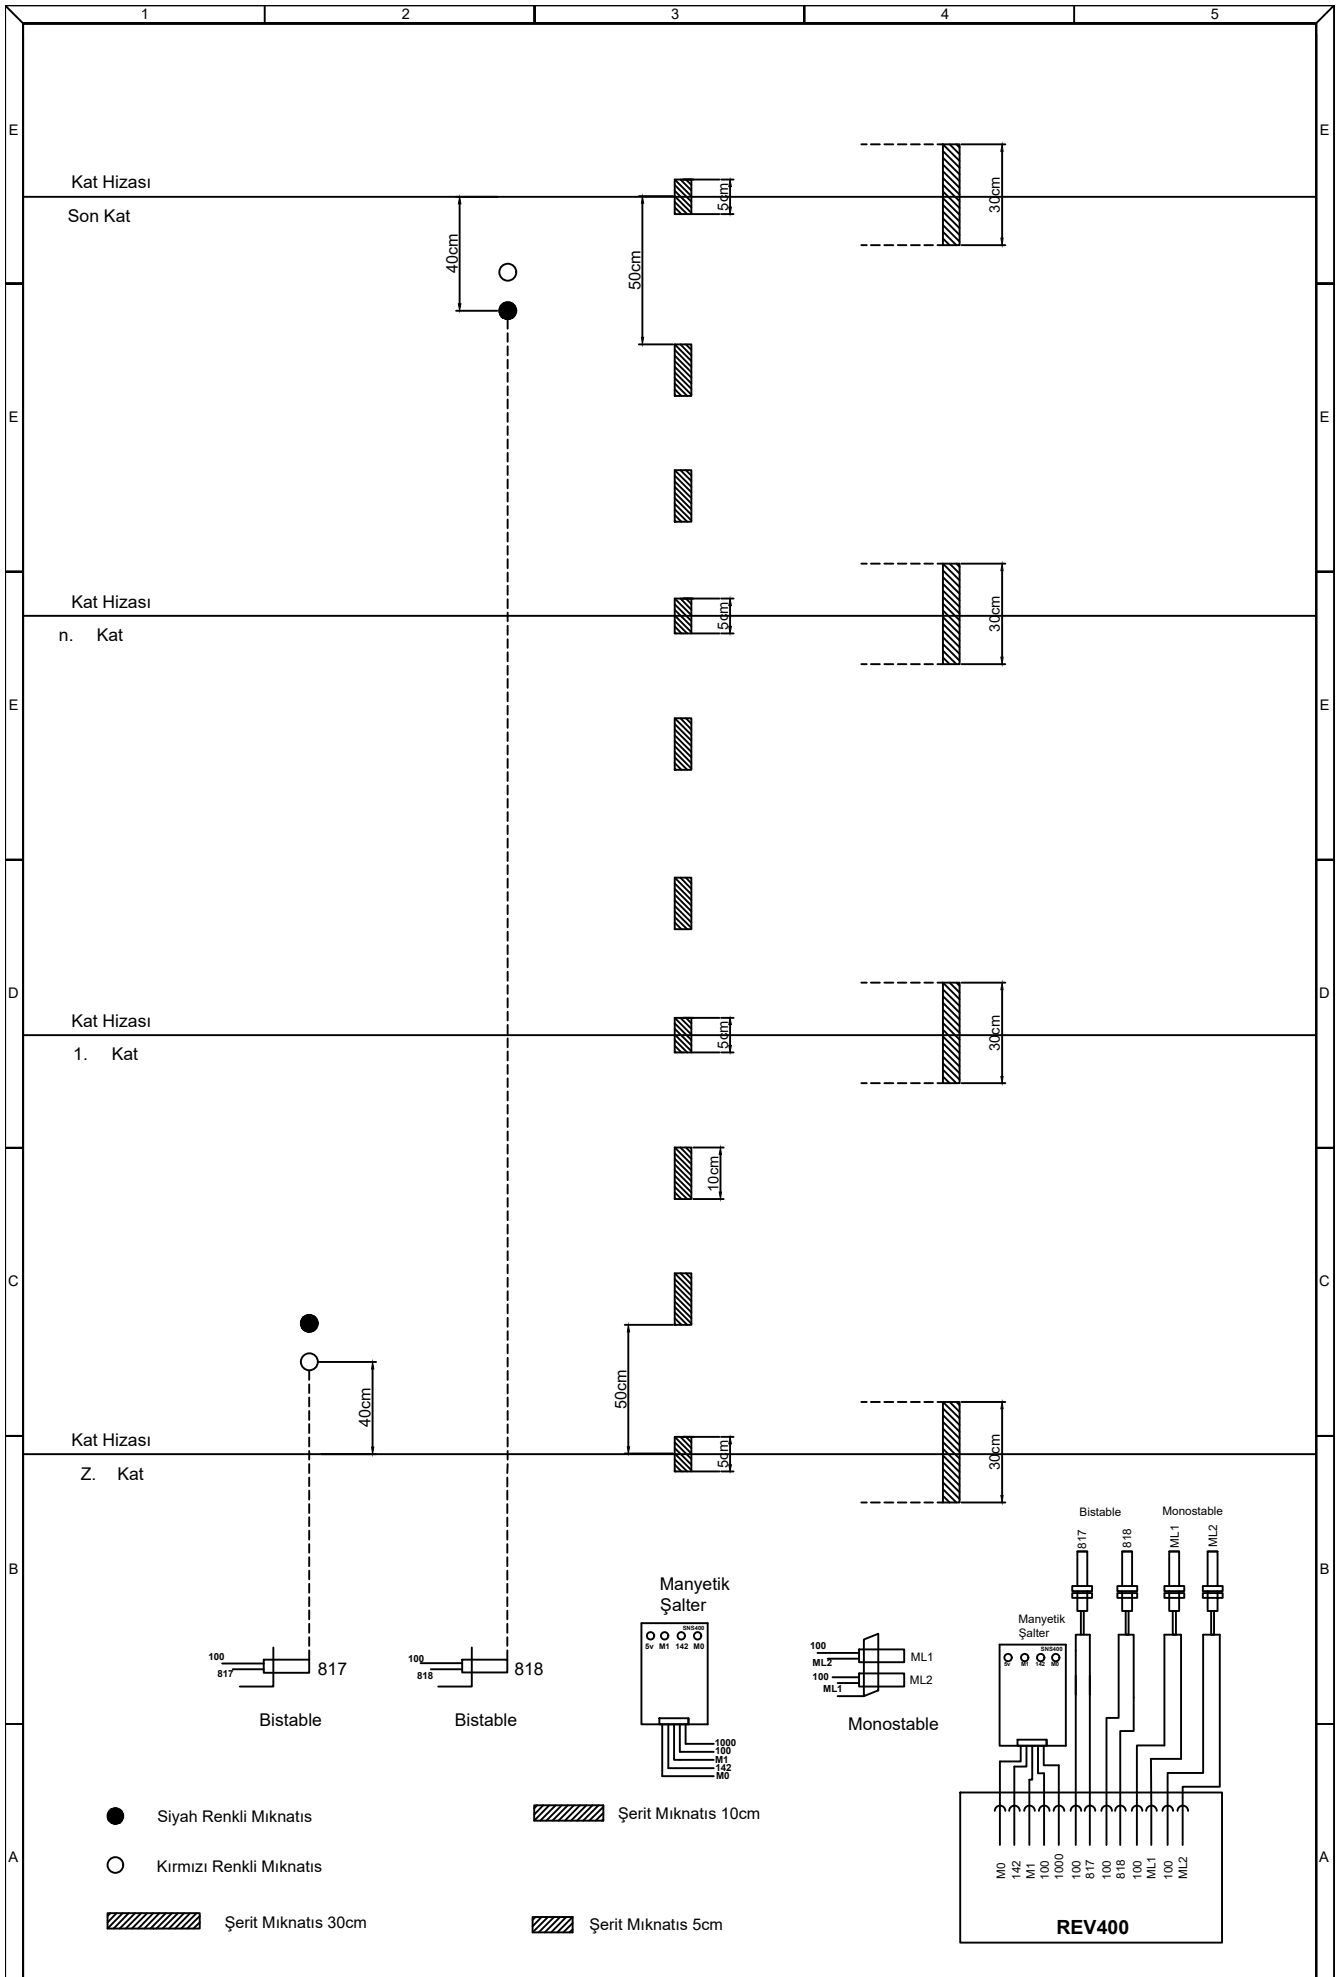 1 2 3 4 5
E E
Kat Hizası
Son Kat
5cm
30cm
40cm
50cm
E E
Kat Hizası
n. Kat
5cm
30cm
E E
D D
Kat Hizası
1. Kat
5cm
30cm
10cm
C C
40cm
50cm
Kat Hizası
Z. Kat
5cm
30cm
B B
100
817
817
Bistable
100
818
818
Bistable
Manyetik
Şalter
SNS400
5v M1 142 M0
1000
100
M1
142
M0
100
ML2
ML1
100
ML1
ML2
Monostable
Bistable Monostable
817 818 ML1 ML2
Manyetik
Şalter
SNS400
5v M1 142 M0
M0 142 M1 100 1000 100 817 100 818 100 ML1 100 ML2
REV400
A A
Siyah Renkli Mıknatıs
Şerit Mıknatıs 10cm
Kırmızı Renkli Mıknatıs
Şerit Mıknatıs 30cm
Şerit Mıknatıs 5cm